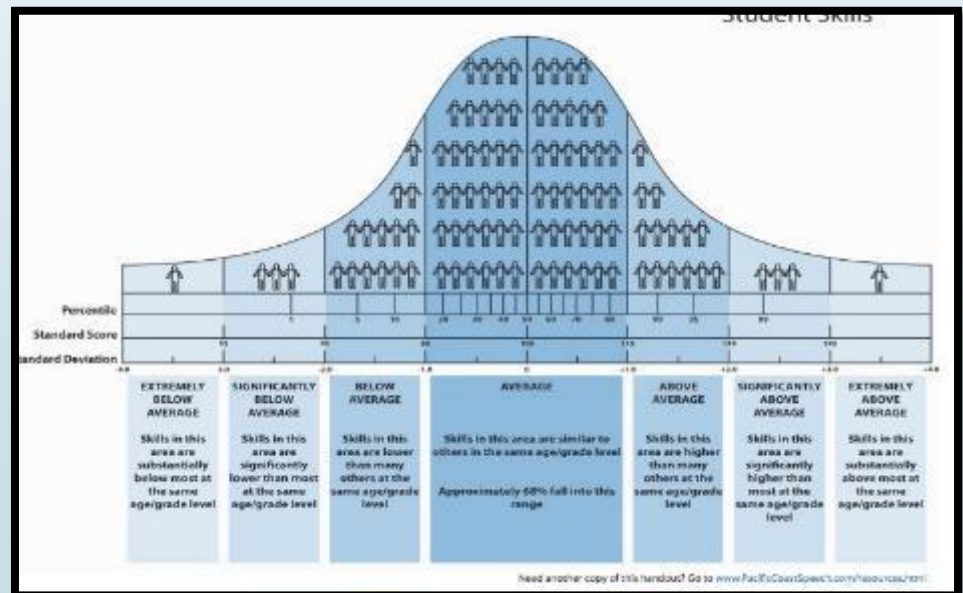 Student Skills
Percentile
1 5 10 20 30 40 50 60 70 80 90 95 99
Standard Score
55 70 85 100 115 130 145
Standard Deviation
0
EXTREMELY
BELOW
AVERAGE
Skills in this
area are
substantially
below most at
the same
age/grade level
SIGNIFICANTLY
BELOW
AVERAGE
Skills in this
area are
significantly
lower than most
at the same
age/grade level
BELOW
AVERAGE
Skills in this
area are lower
than many
others at the
same age/grade
level
AVERAGE
Skills in this area are similar to
others in the same age/grade level
Approximately 68% fall into this
range
ABOVE
AVERAGE
Skills in this
area are higher
than many
others at the
same age/grade
level
SIGNIFICANTLY
ABOVE
AVERAGE
Skills in this
area are
significantly
higher than
most at the
same age/grade
level
EXTREMELY
ABOVE
AVERAGE
Skills in this
area are
substantially
above most at
the same
age/grade level
Need another copy of this handout? Go to www.PacificCoastSpeech.com/resources.html